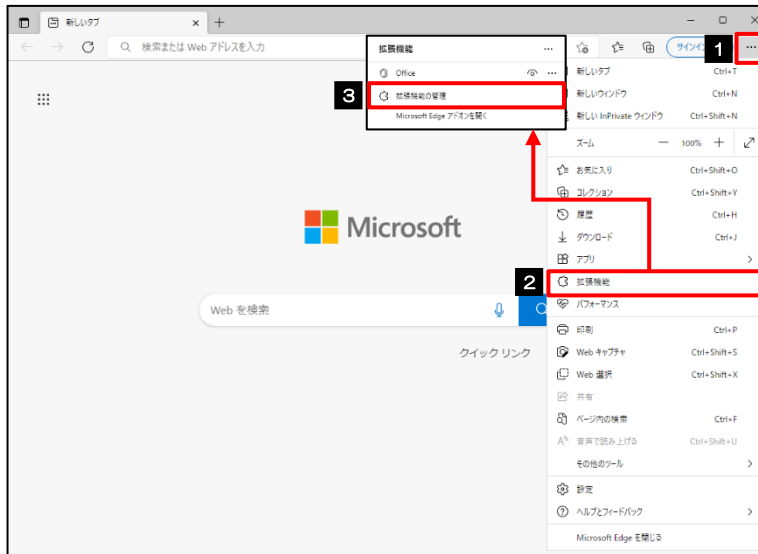 新しいタブ
検索または Web アドレスを入力
1
拡張機能
Office
3
拡張機能の管理
Microsoft Edge アドオンを開く
新しいタブ Ctrl+T
新しいウィンドウ Ctrl+N
新しい InPrivate ウィンドウ Ctrl+Shift+N
ズーム 100%
お気に入り Ctrl+Shift+O
コレクション Ctrl+Shift+Y
履歴 Ctrl+H
ダウンロード Ctrl+J
アプリ
2
拡張機能
パフォーマンス
印刷 Ctrl+P
Web キャプチャ Ctrl+Shift+S
Web 選択 Ctrl+Shift+X
共有
ページ内の検索 Ctrl+F
音声で読み上げる Ctrl+Shift+U
その他のツール
設定
ヘルプとフィードバック
Microsoft Edge を閉じる
Microsoft
Web を検索
クイック リンク